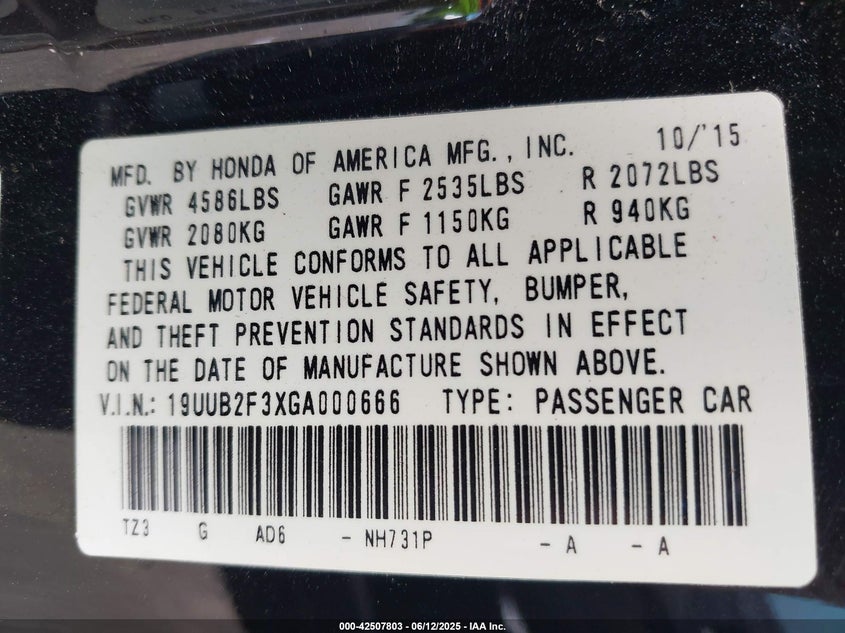 MFD. BY HONDA OF AMERICA MFG., INC. 10/'15
GVWR 4586LBS GAWR F 2535LBS R 2072LBS
GVWR 2080KG GAWR F 1150KG R 940KG
THIS VEHICLE CONFORMS TO ALL APPLICABLE
FEDERAL MOTOR VEHICLE SAFETY, BUMPER,
AND THEFT PREVENTION STANDARDS IN EFFECT
ON THE DATE OF MANUFACTURE SHOWN ABOVE.
V.I.N.: 19UUB2F3XGA000666 TYPE: PASSENGER CAR
TZ3 G AD6 - NH731P - A - A
000-42507803 - 06/12/2025 - IAA Inc.